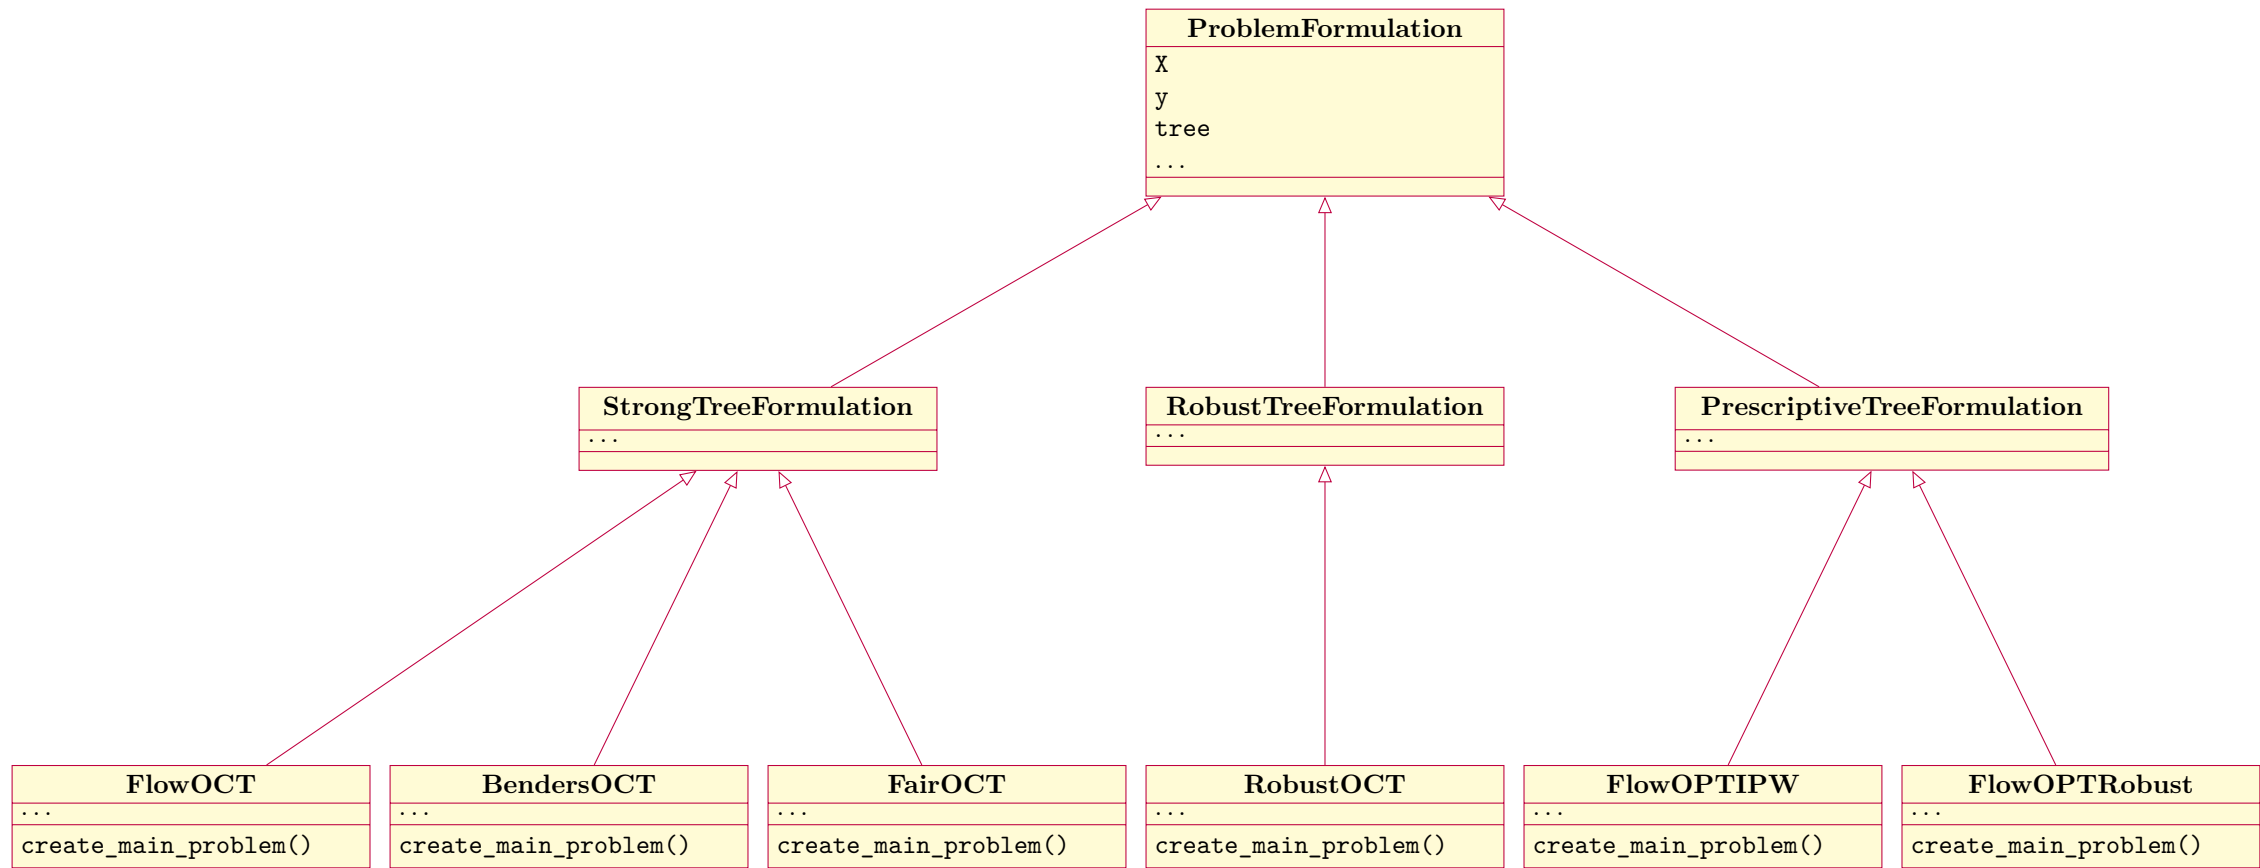 ProblemFormulation
X
y
tree
...
StrongTreeFormulation
...
RobustTreeFormulation
...
PrescriptiveTreeFormulation
...
FlowOCT
...
create_main_problem()
BendersOCT
...
create_main_problem()
FairOCT
...
create_main_problem()
RobustOCT
...
create_main_problem()
FlowOPTIPW
...
create_main_problem()
FlowOPTRobust
...
create_main_problem()